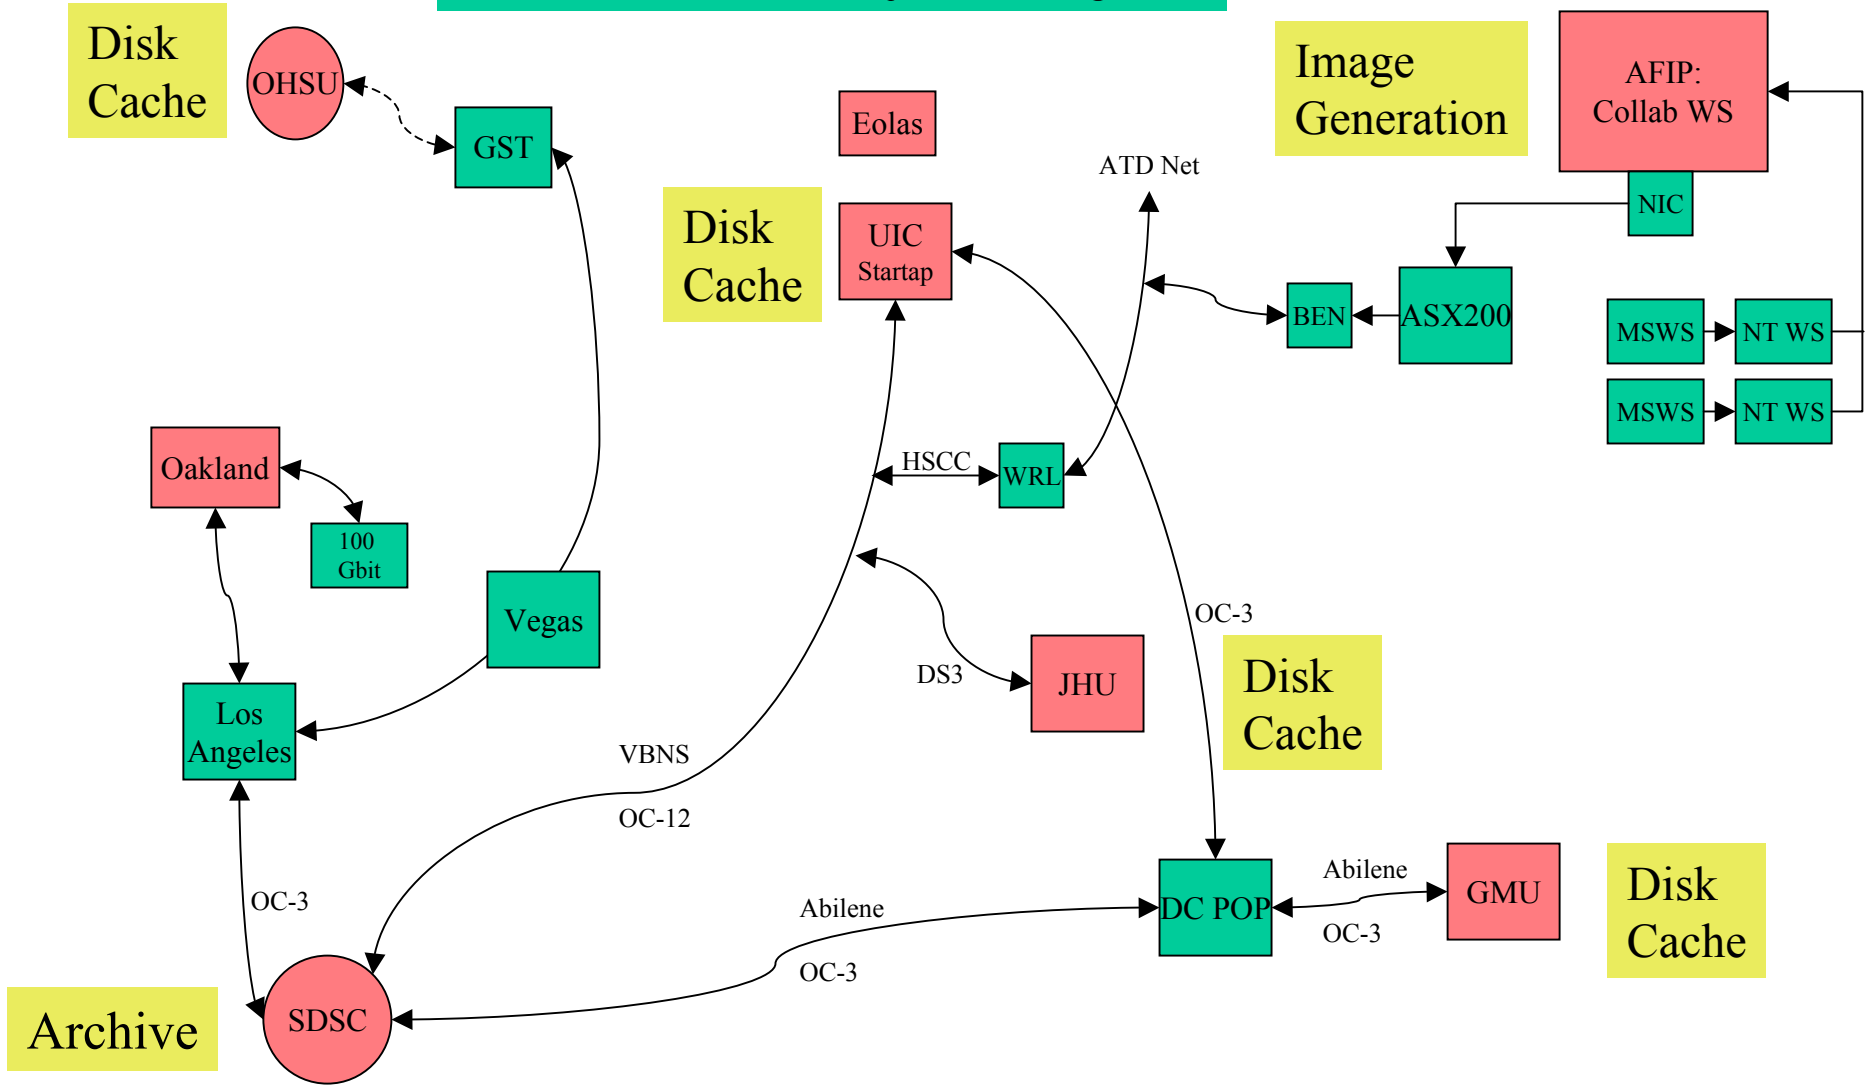 Disk
Cache
OHSU
GST
Eolas
Image
Generation
AFIP:
Collab WS
NIC
ATD Net
Disk
Cache
UIC
Startap
BEN
ASX200
MSWS
NT WS
MSWS
NT WS
Oakland
100
Gbit
HSCC
WRL
Vegas
OC-3
DS3
JHU
Disk
Cache
Los
Angeles
VBNS
OC-12
OC-3
Abilene
OC-3
DC POP
Abilene
OC-3
GMU
Disk
Cache
Archive
SDSC